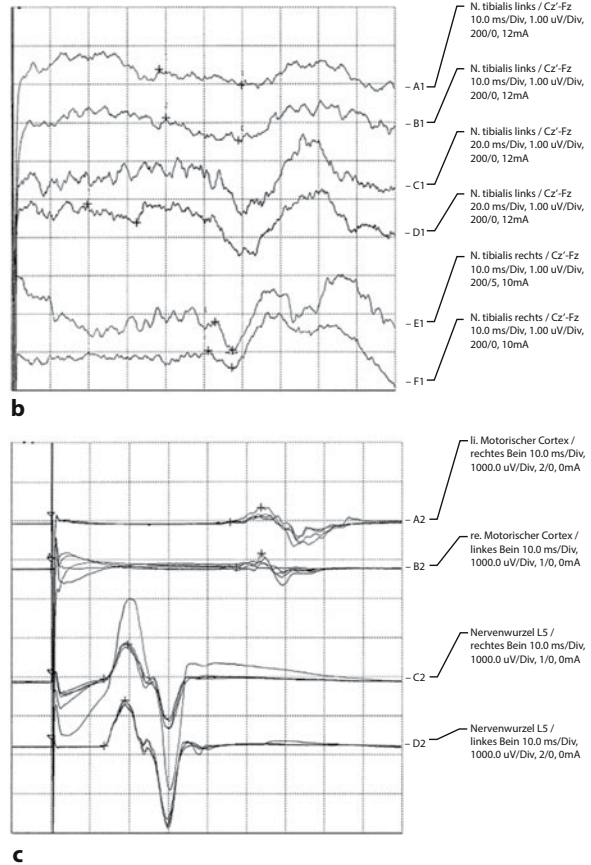 N. tibialis links / Cz'-Fz
10.0 ms/Div, 1.00 uV/Div,
200/0, 12mA
– A1
N. tibialis links / Cz'-Fz
10.0 ms/Div, 1.00 uV/Div,
200/0, 12mA
– B1
N. tibialis links / Cz'-Fz
20.0 ms/Div, 1.00 uV/Div,
200/0, 12mA
– C1
N. tibialis links / Cz'-Fz
20.0 ms/Div, 1.00 uV/Div,
200/0, 12mA
– D1
N. tibialis rechts / Cz'-Fz
10.0 ms/Div, 1.00 uV/Div,
200/5, 10mA
– E1
N. tibialis rechts / Cz'-Fz
10.0 ms/Div, 1.00 uV/Div,
200/0, 10mA
– F1
b
li. Motorischer Cortex /
rechtes Bein 10.0 ms/Div,
1000.0 uV/Div, 2/0, 0mA
– A2
re. Motorischer Cortex /
linkes Bein 10.0 ms/Div,
1000.0 uV/Div, 1/0, 0mA
– B2
Nervenwurzel L5 /
rechtes Bein 10.0 ms/Div,
1000.0 uV/Div, 1/0, 0mA
– C2
Nervenwurzel L5 /
linkes Bein 10.0 ms/Div,
1000.0 uV/Div, 2/0, 0mA
– D2
c